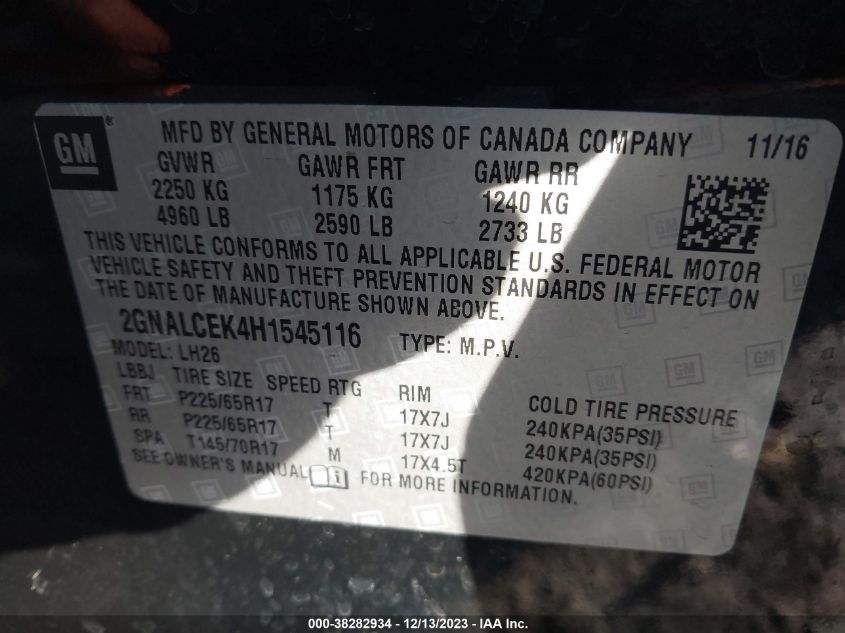 GM ® MFD BY GENERAL MOTORS OF CANADA COMPANY 11/16
GVWR GAWR FRT GAWR RR
2250 KG 1175 KG 1240 KG
4960 LB 2590 LB 2733 LB
THIS VEHICLE CONFORMS TO ALL APPLICABLE U.S. FEDERAL MOTOR
VEHICLE SAFETY AND THEFT PREVENTION STANDARDS IN EFFECT ON
THE DATE OF MANUFACTURE SHOWN ABOVE.
2GNALCEK4H1545116 TYPE: M.P.V.
MODEL: LH26
LBBJ TIRE SIZE SPEED RTG RIM COLD TIRE PRESSURE
FRT P225/65R17 T 17X7J 240KPA(35PSI)
RR P225/65R17 T 17X7J 240KPA(35PSI)
SPA T145/70R17 M 17X4.5T 420KPA(60PSI)
SEE OWNER'S MANUAL FOR MORE INFORMATION.
000-38282934 - 12/13/2023 - © IAA, LLC